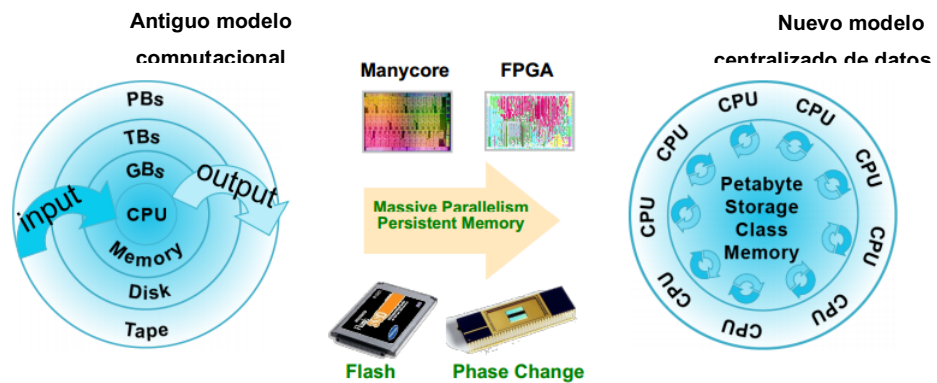 Antiguo modelo
computacional
Nuevo modelo
centralizado de datos
PBs
TBs
GBs
CPU
Memory
Disk
Tape
input
output
Manycore
FPGA
Massive Parallelism
Persistent Memory
Flash
Phase Change
CPU
CPU
CPU
CPU
CPU
CPU
CPU
CPU
CPU
CPU
Petabyte
Storage
Class
Memory